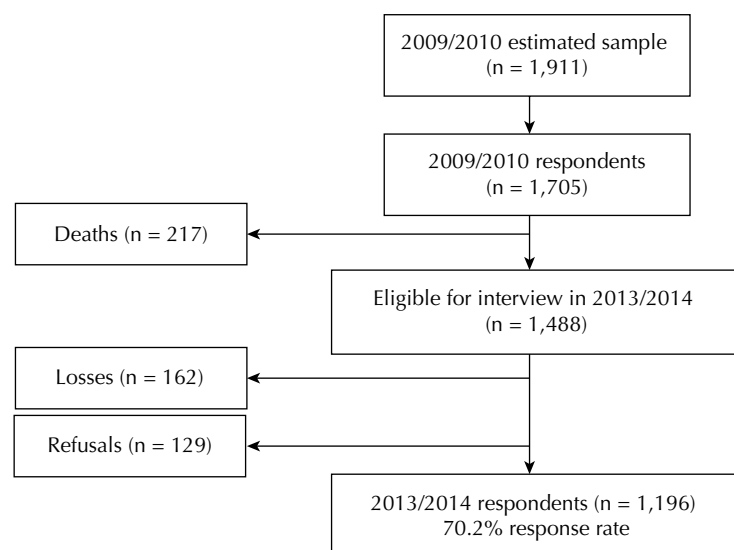 2009/2010 estimated sample
(n = 1,911)
2009/2010 respondents
(n = 1,705)
Deaths (n = 217)
Eligible for interview in 2013/2014
(n = 1,488)
Losses (n = 162)
Refusals (n = 129)
2013/2014 respondents (n = 1,196)
70.2% response rate